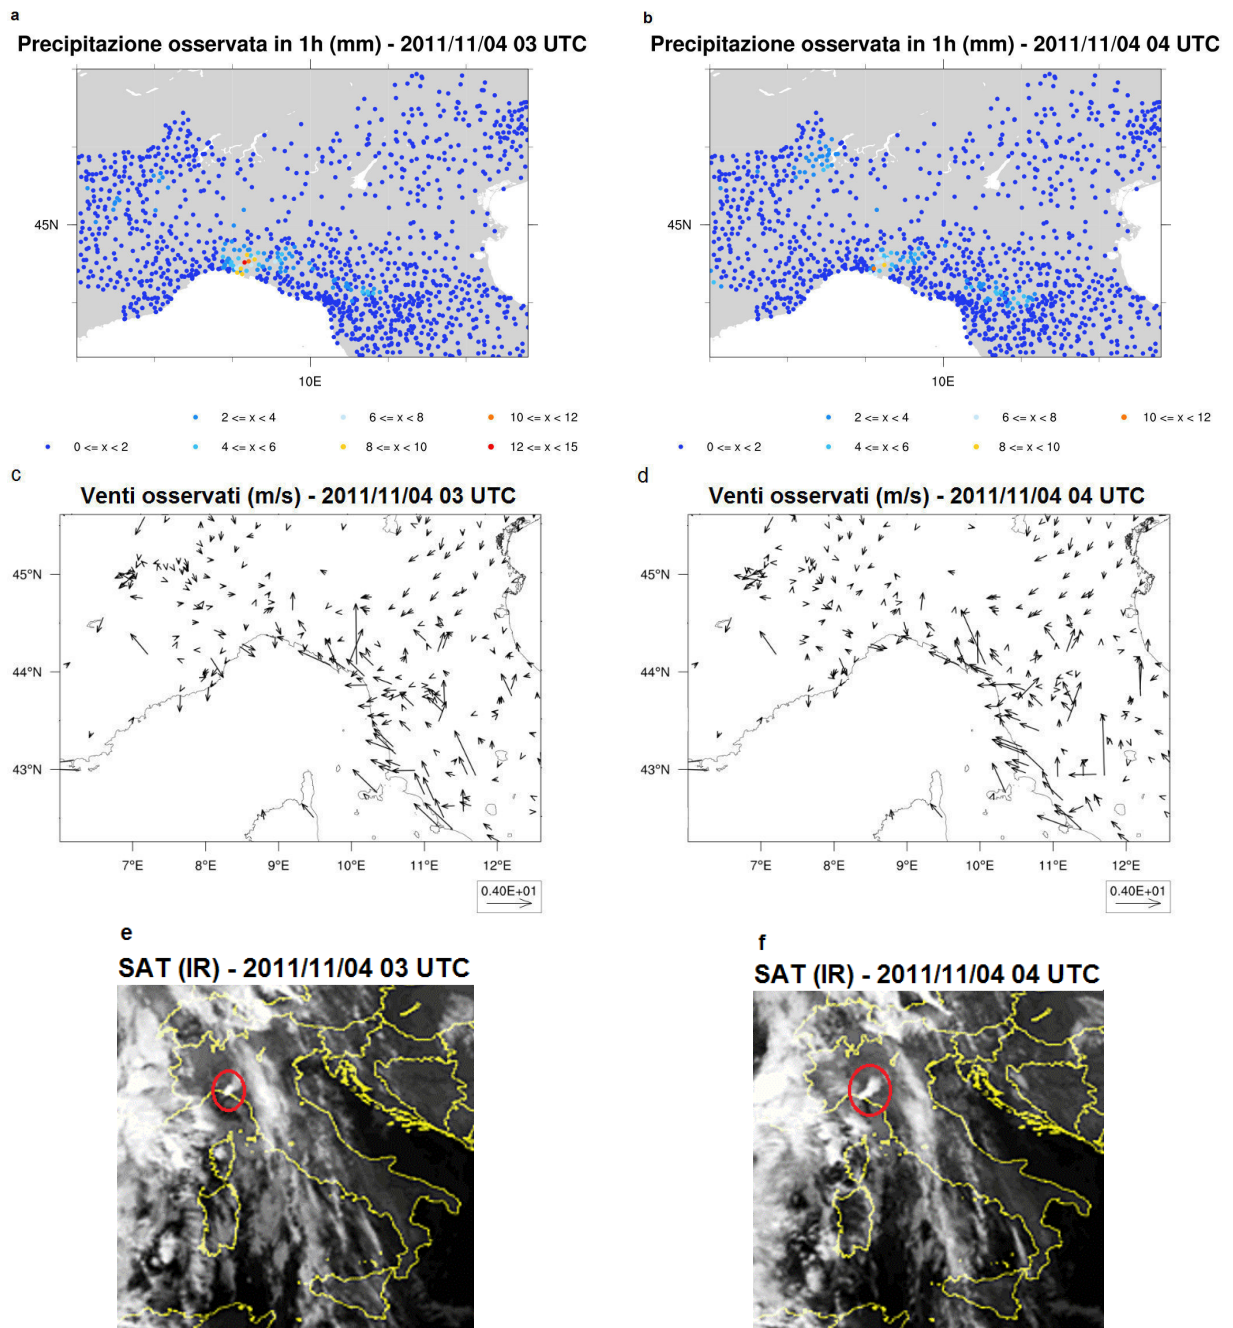 a
Precipitazione osservata in 1h (mm) - 2011/11/04 03 UTC
45N
10E
2 <= x < 4
6 <= x < 8
10 <= x < 12
0 <= x < 2
4 <= x < 6
8 <= x < 10
12 <= x < 15
b
Precipitazione osservata in 1h (mm) - 2011/11/04 04 UTC
45N
10E
2 <= x < 4
6 <= x < 8
10 <= x < 12
0 <= x < 2
4 <= x < 6
8 <= x < 10
c
Venti osservati (m/s) - 2011/11/04 03 UTC
45°N
44°N
43°N
7°E 8°E 9°E 10°E 11°E 12°E
0.40E+01
d
Venti osservati (m/s) - 2011/11/04 04 UTC
45°N
44°N
43°N
7°E 8°E 9°E 10°E 11°E 12°E
0.40E+01
e
SAT (IR) - 2011/11/04 03 UTC
f
SAT (IR) - 2011/11/04 04 UTC